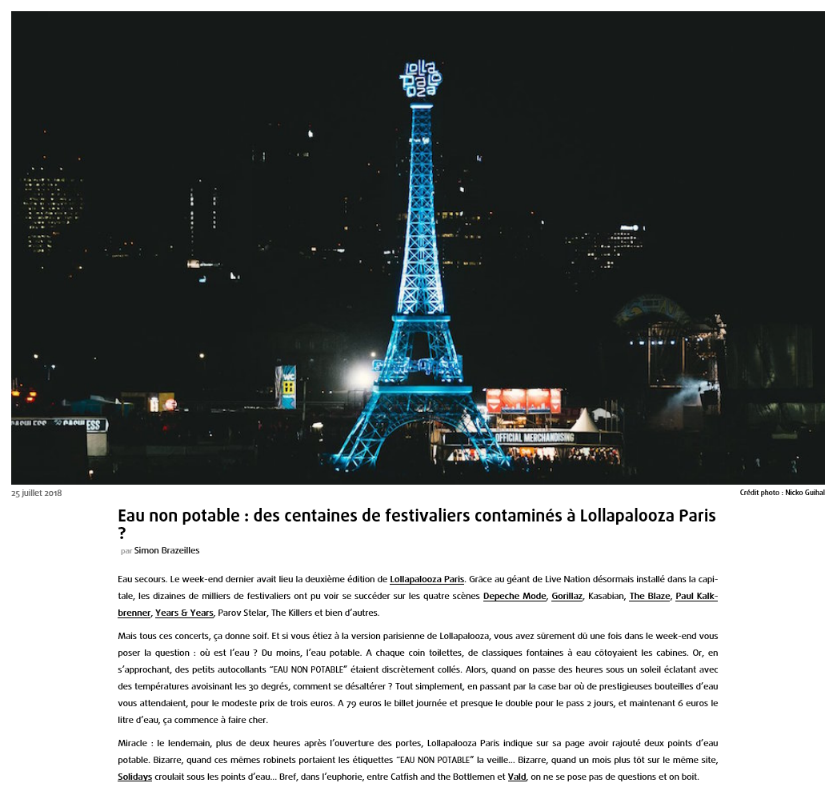 lolla
palo
oza
Allianz
WC
CASHLESS
OFFICIAL MERCHANDISING
25 juillet 2018
Crédit photo : Nicko Guihal
Eau non potable : des centaines de festivaliers contaminés à Lollapalooza Paris
?
par Simon Brazeilles
Eau secours. Le week-end dernier avait lieu la deuxième édition de Lollapalooza Paris. Grâce au géant de Live Nation désormais installé dans la capi-
tale, les dizaines de milliers de festivaliers ont pu voir se succéder sur les quatre scènes Depeche Mode, Gorillaz, Kasabian, The Blaze, Paul Kalk-
brenner, Years & Years, Parov Stelar, The Killers et bien d'autres.
Mais tous ces concerts, ça donne soif. Et si vous étiez à la version parisienne de Lollapalooza, vous avez sûrement dû une fois dans le week-end vous
poser la question : où est l'eau ? Du moins, l'eau potable. A chaque coin toilettes, de classiques fontaines à eau côtoyaient les cabines. Or, en
s'approchant, des petits autocollants “EAU NON POTABLE” étaient discrètement collés. Alors, quand on passe des heures sous un soleil éclatant avec
des températures avoisinant les 30 degrés, comment se désaltérer ? Tout simplement, en passant par la case bar où de prestigieuses bouteilles d'eau
vous attendaient, pour le modeste prix de trois euros. A 79 euros le billet journée et presque le double pour le pass 2 jours, et maintenant 6 euros le
litre d'eau, ça commence à faire cher.
Miracle : le lendemain, plus de deux heures après l'ouverture des portes, Lollapalooza Paris indique sur sa page avoir rajouté deux points d'eau
potable. Bizarre, quand ces mêmes robinets portaient les étiquettes “EAU NON POTABLE” la veille... Bizarre, quand un mois plus tôt sur le même site,
Solidays croulait sous les points d'eau... Bref, dans l'euphorie, entre Catfish and the Bottlemen et Vald, on ne se pose pas de questions et on boit.